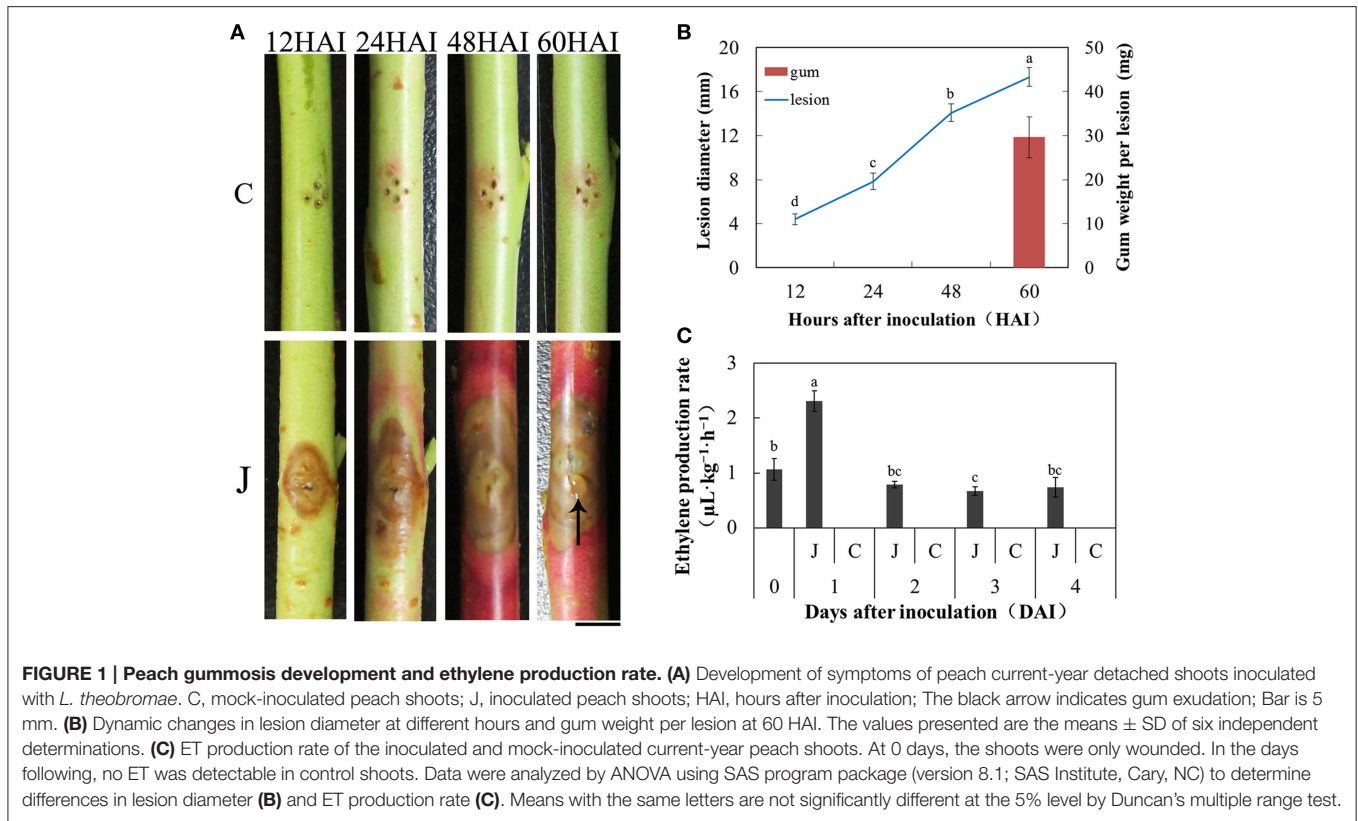 A
12HAI 24HAI 48HAI 60HAI
C
J
B
20
16
12
8
4
0
Lesion diameter (mm)
gum
lesion
d
c
b
a
50
40
30
20
10
0
Gum weight per lesion (mg)
12 24 48 60
Hours after inoculation（HAI）
C
3
2
1
0
Ethylene production rate
（μL·kg⁻¹·h⁻¹）
b
a
bc
c
bc
J C J C J C J C
0 1 2 3 4
Days after inoculation（DAI）
FIGURE 1 | Peach gummosis development and ethylene production rate. (A) Development of symptoms of peach current-year detached shoots inoculated
with L. theobromae. C, mock-inoculated peach shoots; J, inoculated peach shoots; HAI, hours after inoculation; The black arrow indicates gum exudation; Bar is 5
mm. (B) Dynamic changes in lesion diameter at different hours and gum weight per lesion at 60 HAI. The values presented are the means ± SD of six independent
determinations. (C) ET production rate of the inoculated and mock-inoculated current-year peach shoots. At 0 days, the shoots were only wounded. In the days
following, no ET was detectable in control shoots. Data were analyzed by ANOVA using SAS program package (version 8.1; SAS Institute, Cary, NC) to determine
differences in lesion diameter (B) and ET production rate (C). Means with the same letters are not significantly different at the 5% level by Duncan's multiple range test.